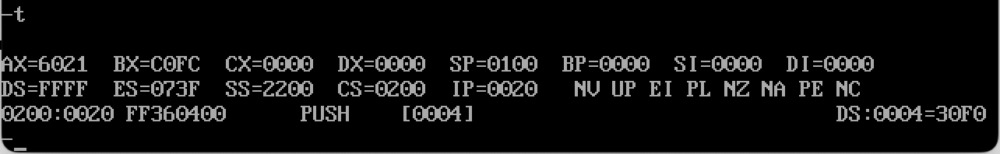 -t
AX=6021  BX=C0FC  CX=0000  DX=0000  SP=0100  BP=0000  SI=0000  DI=0000
DS=FFFF  ES=073F  SS=2200  CS=0200  IP=0020   NV UP EI PL NZ NA PE NC
0200:0020 FF360400      PUSH    [0004]                             DS:0004=30F0
-_